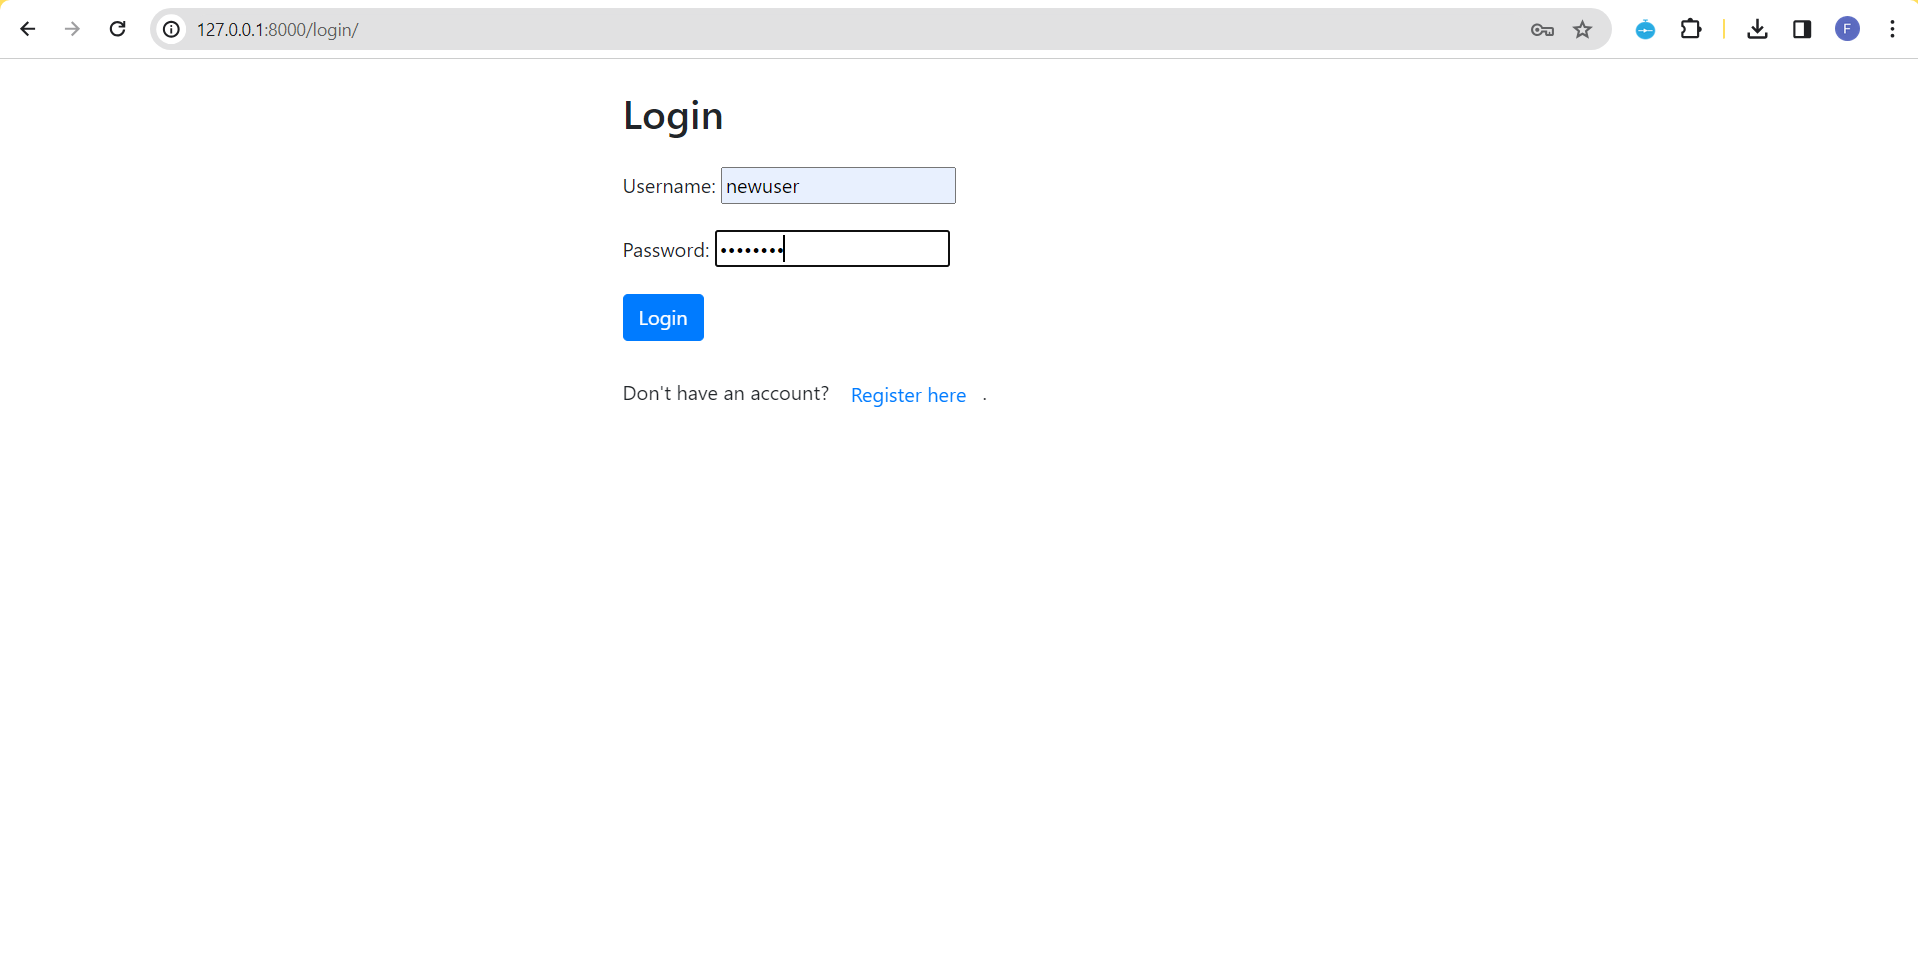 127.0.0.1:8000/login/
F
Login
Username: newuser
Password: ••••••••
Login
Don't have an account? Register here .